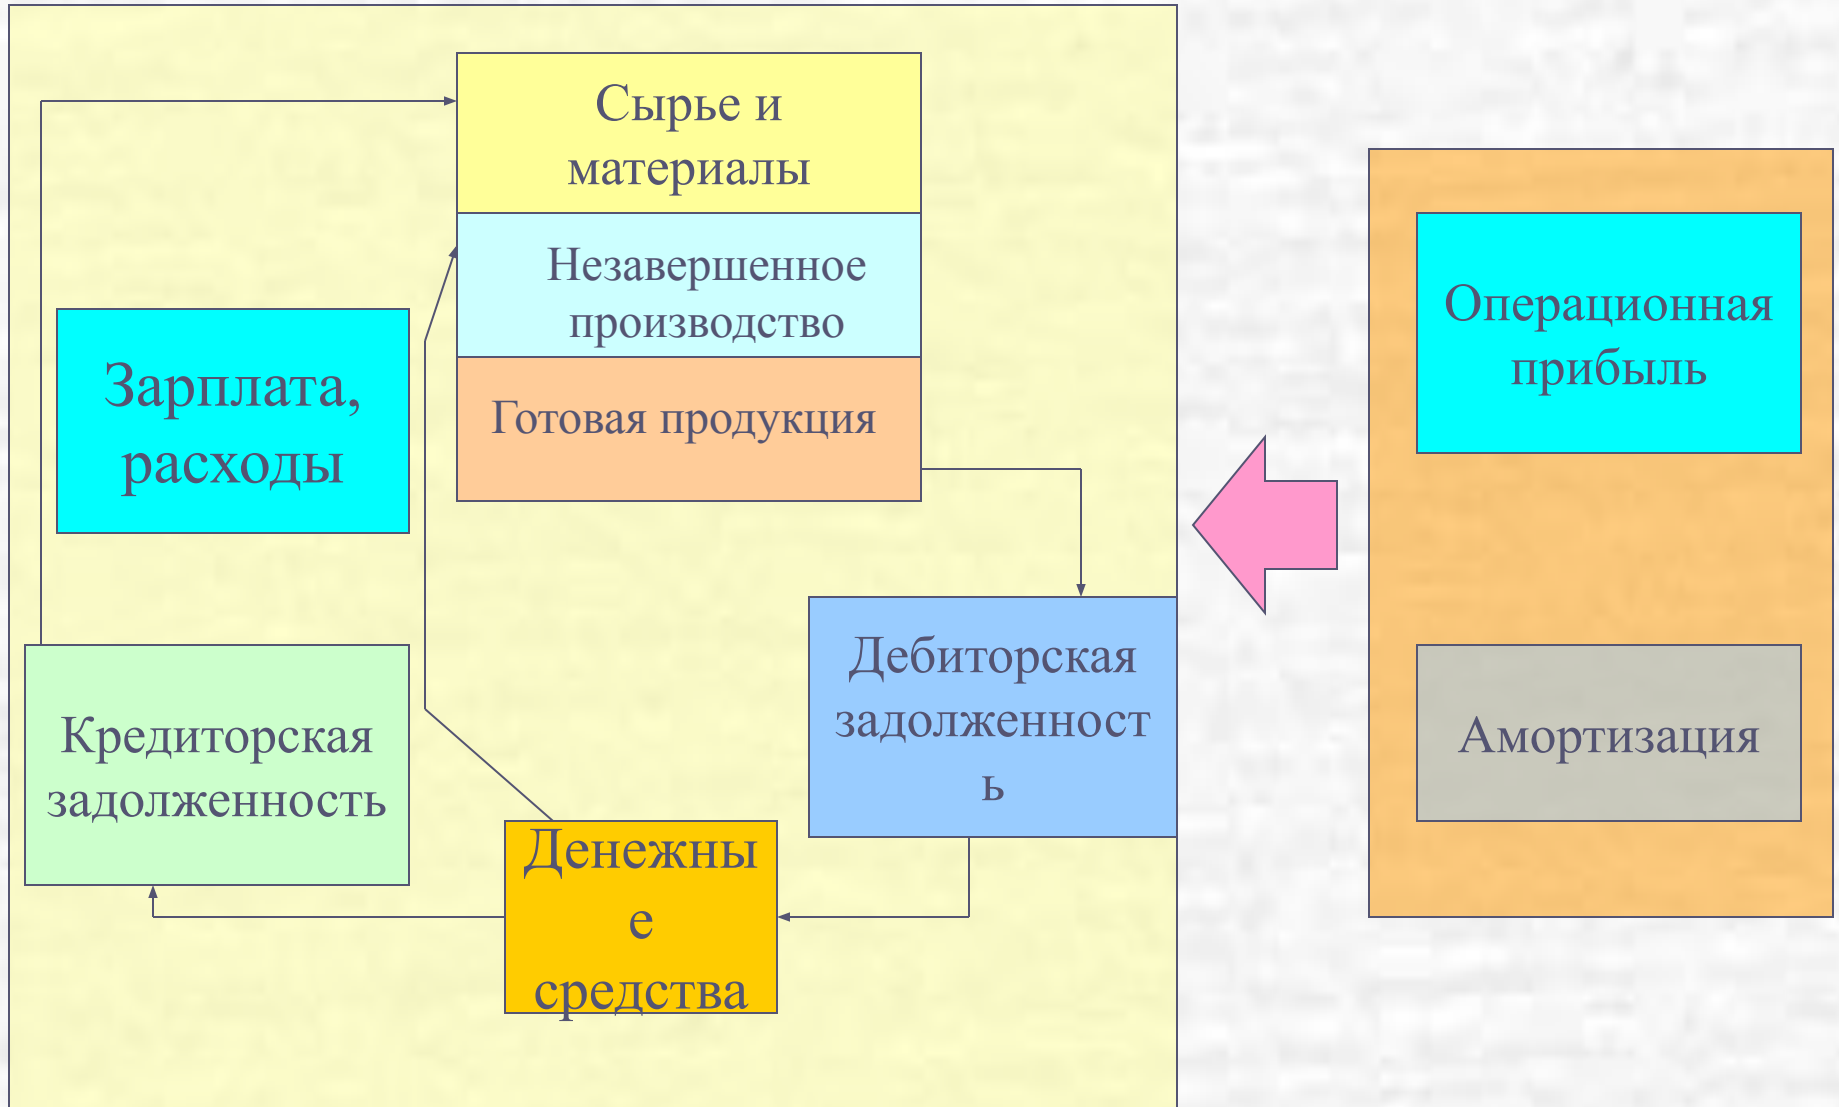 Сырье и
материалы
Незавершенное
производство
Готовая продукция
Зарплата,
расходы
Кредиторская
задолженность
Денежны
е
средства
Дебиторская
задолженност
ь
Операционная
прибыль
Амортизация